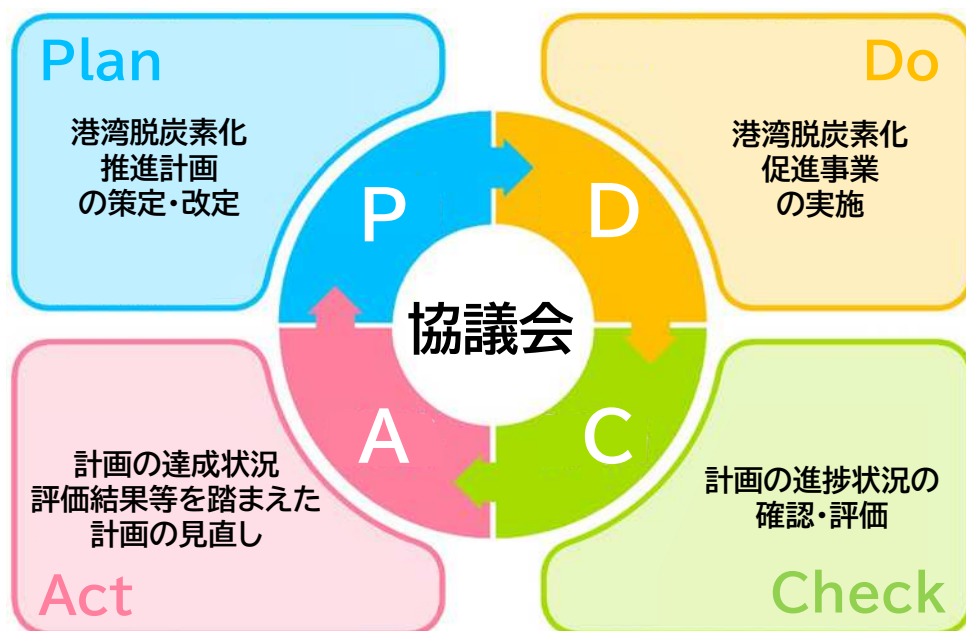 Plan
港湾脱炭素化
推進計画
の策定・改定
Do
港湾脱炭素化
促進事業
の実施
P
D
協議会
A
C
計画の達成状況
評価結果等を踏まえた
計画の見直し
Act
計画の進捗状況の
確認・評価
Check